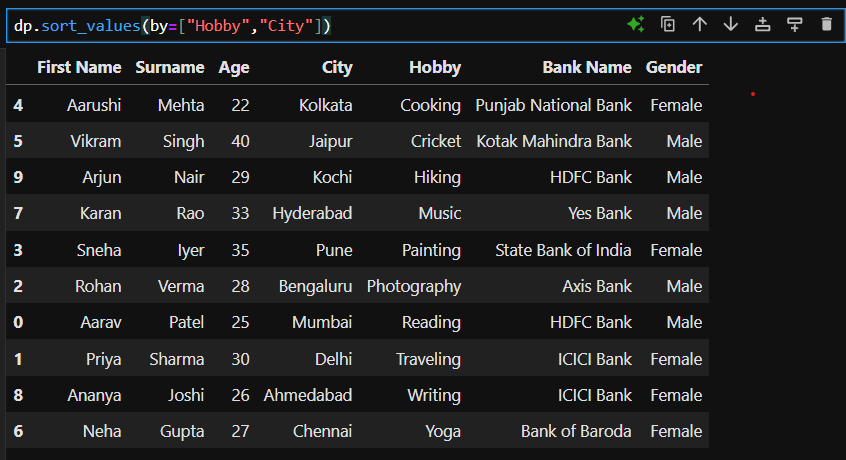 dp.sort_values(by=["Hobby","City"])
First Name Surname Age City Hobby Bank Name Gender
4 Aarushi Mehta 22 Kolkata Cooking Punjab National Bank Female
5 Vikram Singh 40 Jaipur Cricket Kotak Mahindra Bank Male
9 Arjun Nair 29 Kochi Hiking HDFC Bank Male
7 Karan Rao 33 Hyderabad Music Yes Bank Male
3 Sneha Iyer 35 Pune Painting State Bank of India Female
2 Rohan Verma 28 Bengaluru Photography Axis Bank Male
0 Aarav Patel 25 Mumbai Reading HDFC Bank Male
1 Priya Sharma 30 Delhi Traveling ICICI Bank Female
8 Ananya Joshi 26 Ahmedabad Writing ICICI Bank Female
6 Neha Gupta 27 Chennai Yoga Bank of Baroda Female